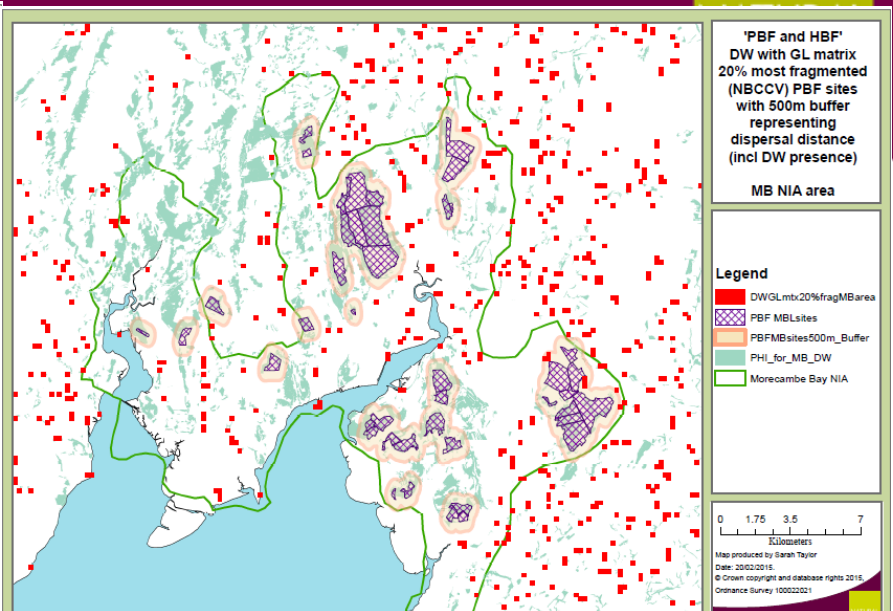 'PBF and HBF'
DW with GL matrix
20% most fragmented
(NBCCV) PBF sites
with 500m buffer
representing
dispersal distance
(incl DW presence)
MB NIA area
Legend
DWGLmtx20%fragMBarea
PBF MBLsites
PBFMBsites500m_Buffer
PHI_for_MB_DW
Morecambe Bay NIA
0 1.75 3.5 7
Kilometers
Map produced by Sarah Taylor
Date: 20/02/2015.
© Crown copyright and database rights 2015,
Ordnance Survey 100022021